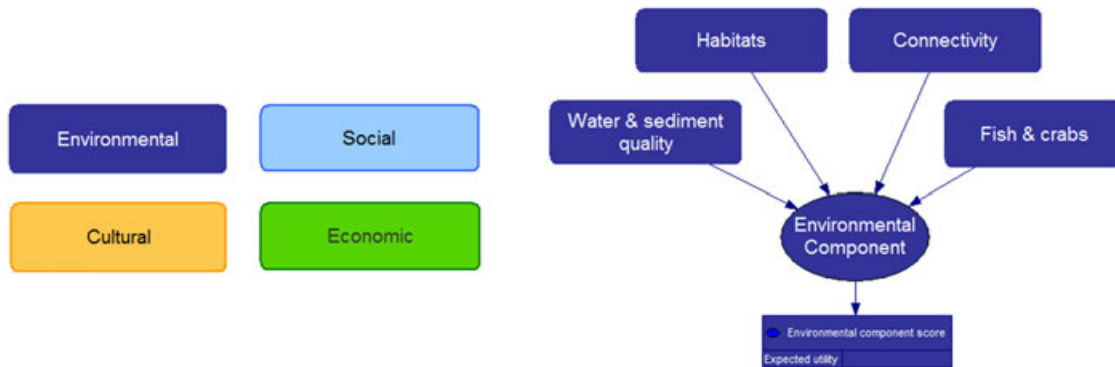 Environmental
Social
Cultural
Economic
Habitats
Connectivity
Water & sediment
quality
Fish & crabs
Environmental
Component
Environmental component score
Expected utility